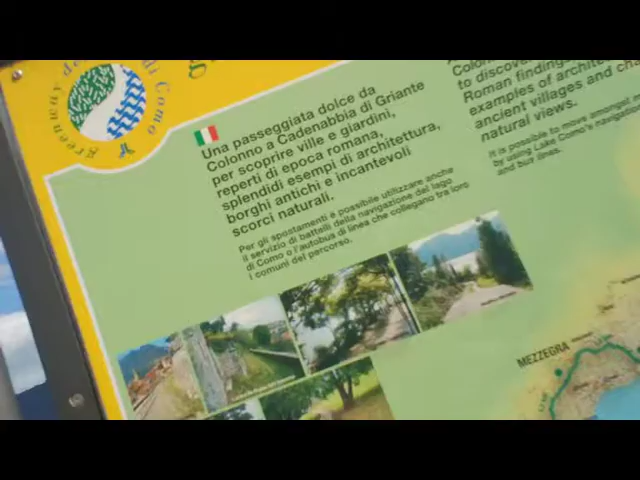 greenway del di Como
Una passeggiata dolce da
Colonno a Cadenabbia di Griante
per scoprire ville e giardini,
reperti di epoca romana,
splendidi esempi di architettura,
borghi antichi e incantevoli
scorci naturali.
Per gli spostamenti è possibile utilizzare anche
il servizio di battelli della navigazione del lago
di Como o l'autobus di linea che collegano tra loro
i comuni del percorso.
Colon
to discover
Roman findings
examples of archite
ancient villages and cha
natural views.
It is possible to move amongst
by using Lake Como's navigation
and bus lines.
MEZZEGRA